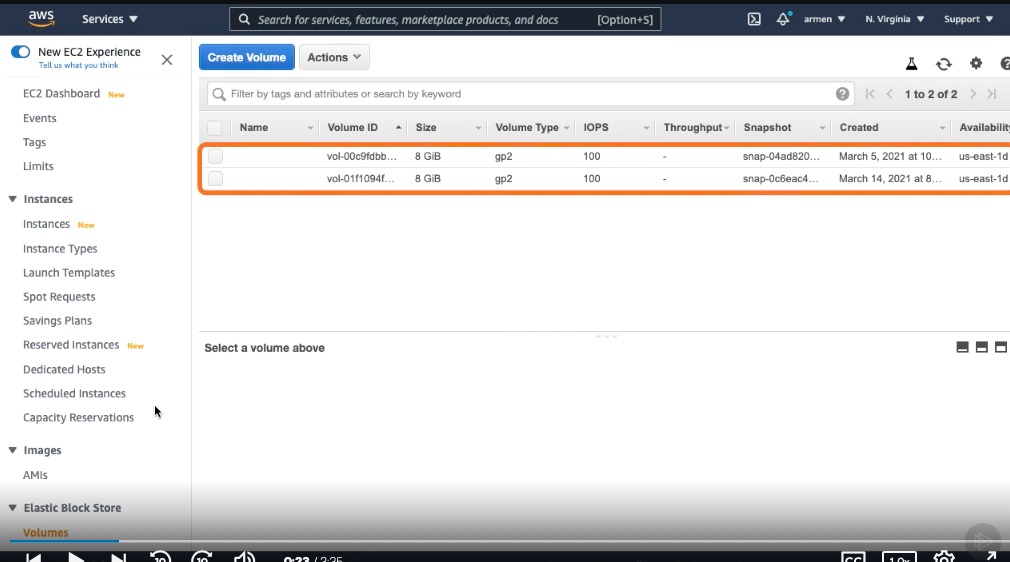 aws
Services
Search for services, features, marketplace products, and docs
[Option+S]
armen
N. Virginia
Support
New EC2 Experience
Tell us what you think
EC2 Dashboard New
Events
Tags
Limits
Instances
Instances New
Instance Types
Launch Templates
Spot Requests
Savings Plans
Reserved Instances New
Dedicated Hosts
Scheduled Instances
Capacity Reservations
Images
AMIs
Elastic Block Store
Volumes
Create Volume
Actions
Filter by tags and attributes or search by keyword
1 to 2 of 2
Name Volume ID Size Volume Type IOPS Throughput Snapshot Created Availability
vol-00c9fdbb... 8 GiB gp2 100 - snap-04ad820... March 5, 2021 at 10... us-east-1d
vol-01f1094f... 8 GiB gp2 100 - snap-0c6eac4... March 14, 2021 at 8... us-east-1d
Select a volume above
10
10
0:23 / 3:35
CC
1.0x